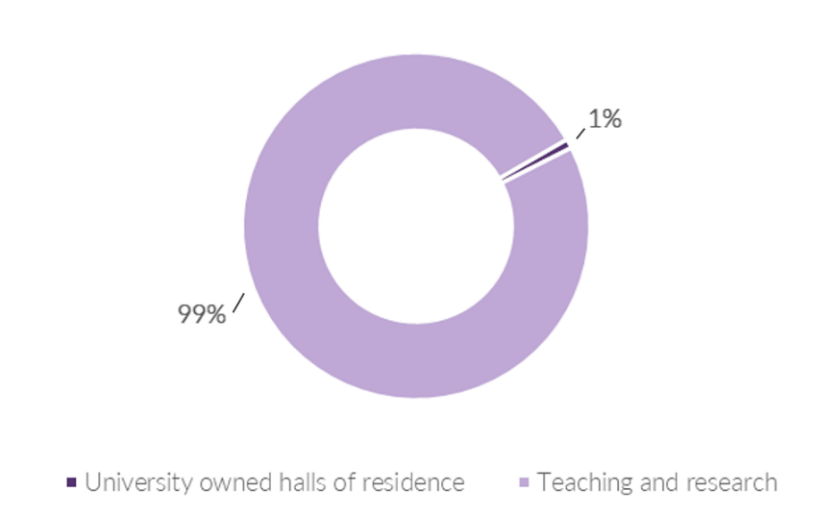 1%
99%
University owned halls of residence
Teaching and research